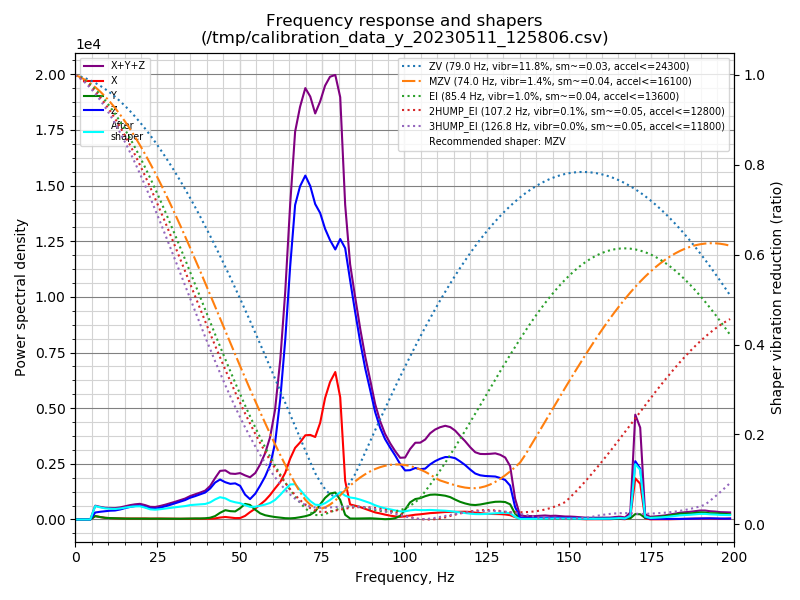 Frequency response and shapers
(/tmp/calibration_data_y_20230511_125806.csv)
1e4
X+Y+Z
X
Y
Z
After
shaper
ZV (79.0 Hz, vibr=11.8%, sm~=0.03, accel<=24300)
MZV (74.0 Hz, vibr=1.4%, sm~=0.04, accel<=16100)
EI (85.4 Hz, vibr=1.0%, sm~=0.04, accel<=13600)
2HUMP_EI (107.2 Hz, vibr=0.1%, sm~=0.05, accel<=12800)
3HUMP_EI (126.8 Hz, vibr=0.0%, sm~=0.05, accel<=11800)
Recommended shaper: MZV
Power spectral density
2.00
1.75
1.50
1.25
1.00
0.75
0.50
0.25
0.00
1.0
0.8
0.6
0.4
0.2
0.0
Shaper vibration reduction (ratio)
0 25 50 75 100 125 150 175 200
Frequency, Hz